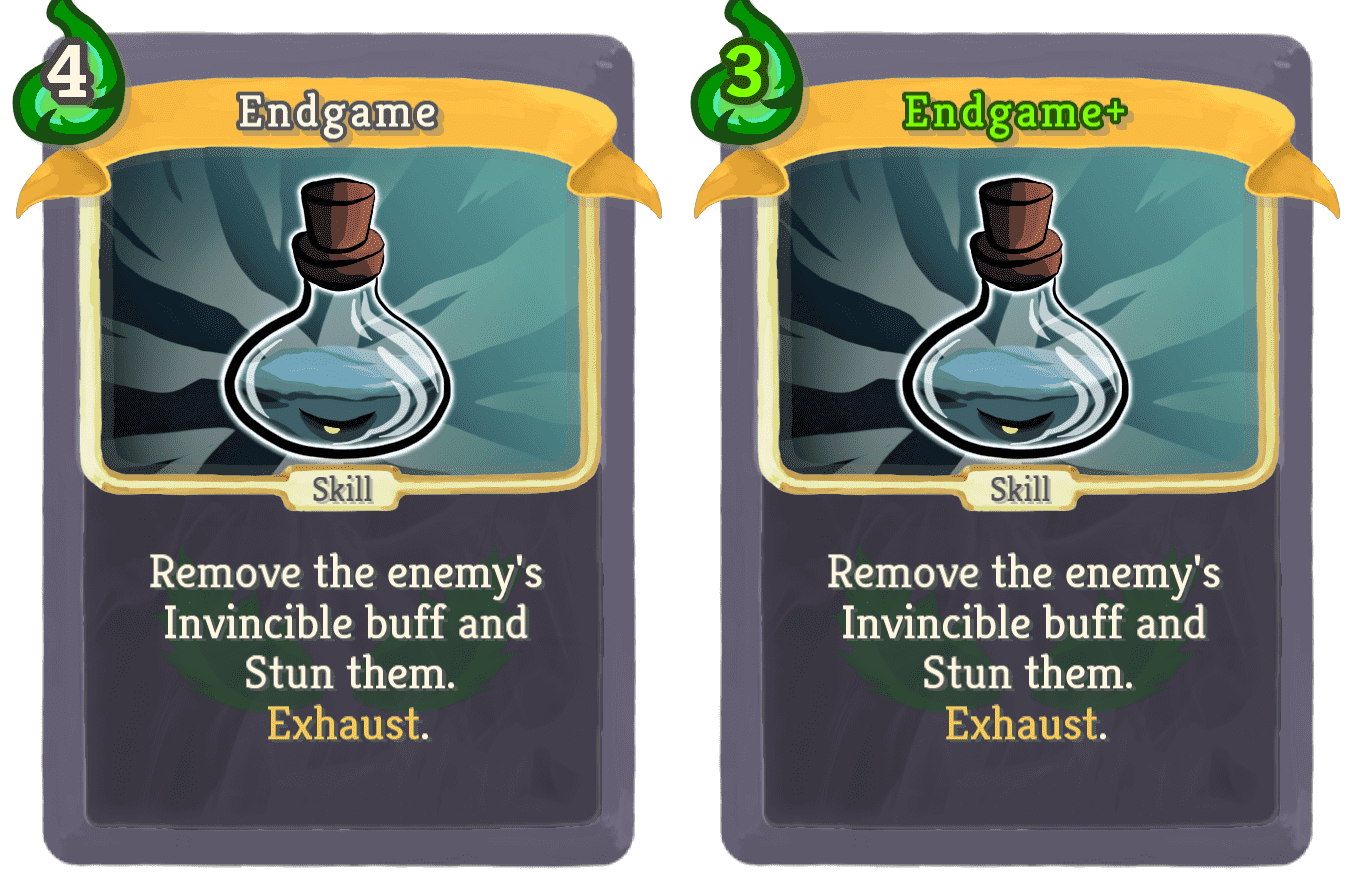 4
Endgame
Skill
Remove the enemy's
Invincible buff and
Stun them.
Exhaust.
3
Endgame+
Skill
Remove the enemy's
Invincible buff and
Stun them.
Exhaust.